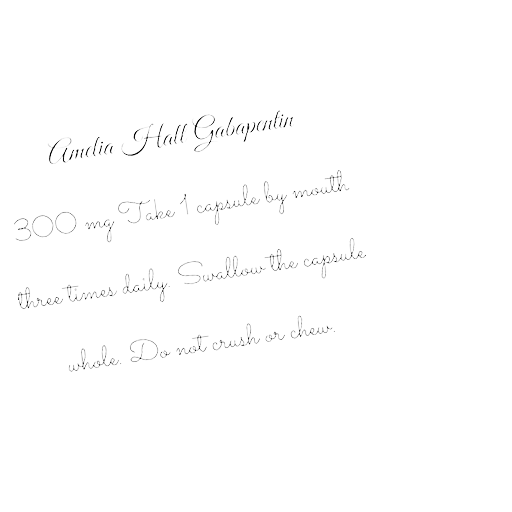 Amelia Hall Gabapentin
300 mg Take 1 capsule by mouth
three times daily. Swallow the capsule
whole. Do not crush or chew.